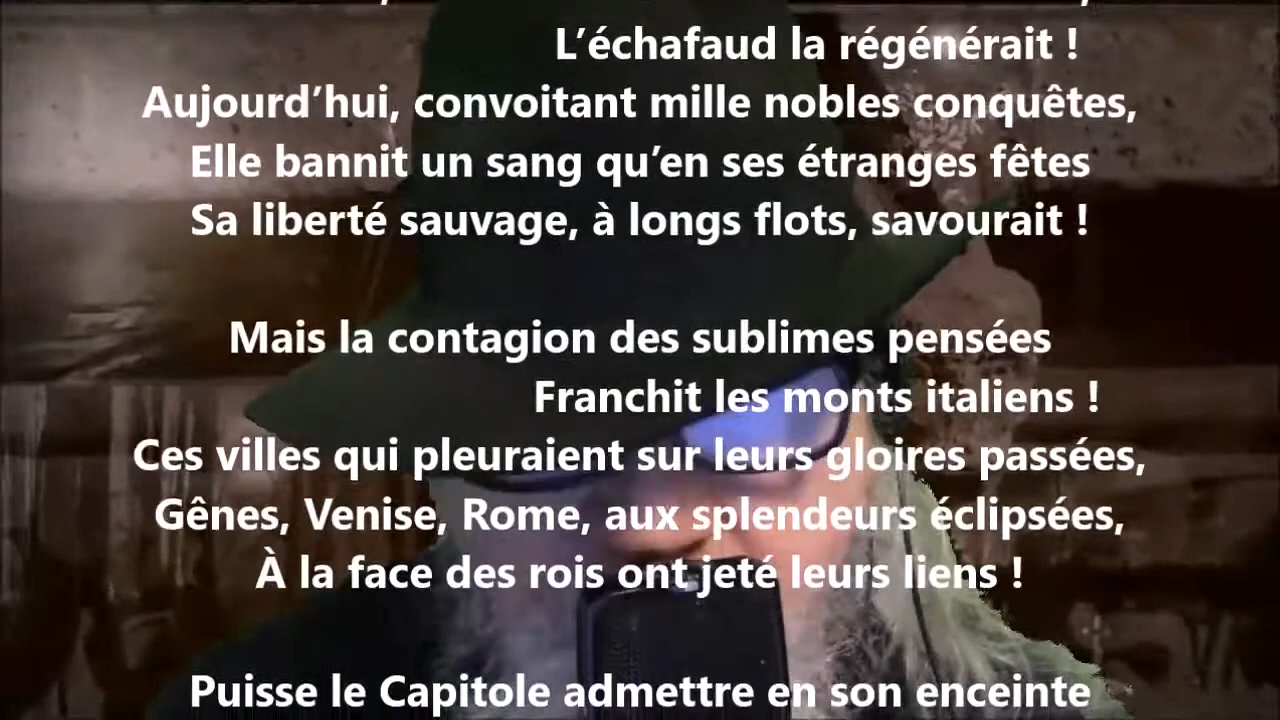 L’échafaud la régénérait !
Aujourd’hui, convoitant mille nobles conquêtes,
Elle bannit un sang qu’en ses étranges fêtes
Sa liberté sauvage, à longs flots, savourait !
Mais la contagion des sublimes pensées
Franchit les monts italiens !
Ces villes qui pleuraient sur leurs gloires passées,
Gênes, Venise, Rome, aux splendeurs éclipsées,
À la face des rois ont jeté leurs liens !
Puisse le Capitole admettre en son enceinte